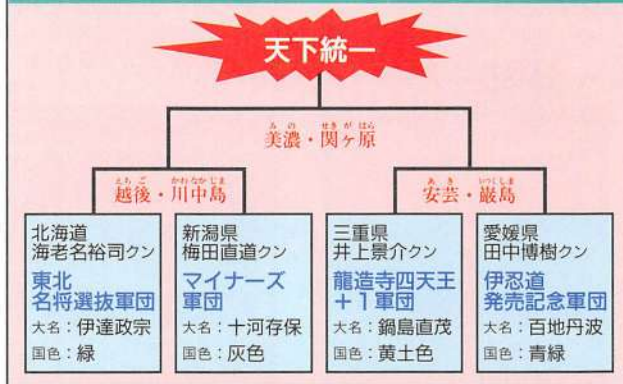 天下統一
みの せきがはら
美濃・関ヶ原
えちご かわなかじま
越後・川中島
あき いつくしま
安芸・巌島
北海道
海老名裕司クン
東北
名将選抜軍団
大名：伊達政宗
国色：緑
新潟県
梅田直道クン
マイナーズ
軍団
大名：十河存保
国色：灰色
三重県
井上景介クン
龍造寺四天王
＋1軍団
大名：鍋島直茂
国色：黄土色
愛媛県
田中博樹クン
伊忍道
発売記念軍団
大名：百地丹波
国色：青緑